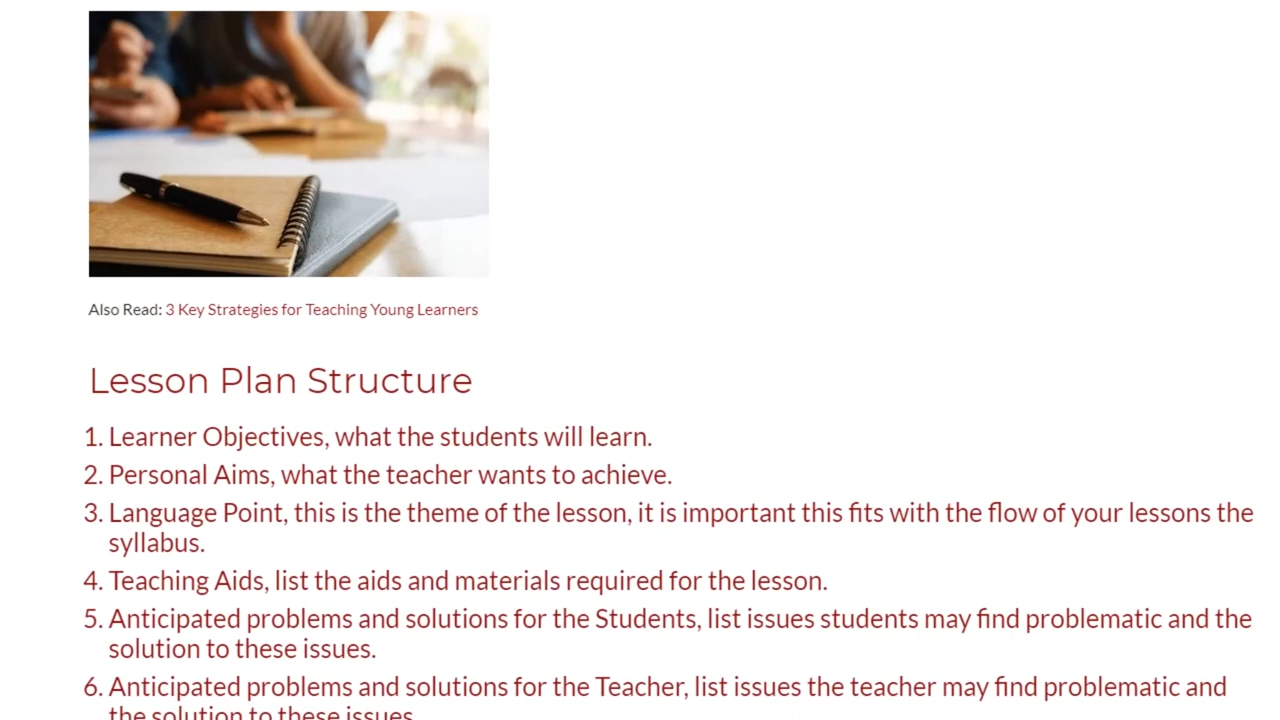 Also Read: 3 Key Strategies for Teaching Young Learners
Lesson Plan Structure
1. Learner Objectives, what the students will learn.
2. Personal Aims, what the teacher wants to achieve.
3. Language Point, this is the theme of the lesson, it is important this fits with the flow of your lessons the
syllabus.
4. Teaching Aids, list the aids and materials required for the lesson.
5. Anticipated problems and solutions for the Students, list issues students may find problematic and the
solution to these issues.
6. Anticipated problems and solutions for the Teacher, list issues the teacher may find problematic and
the solution to these issues.